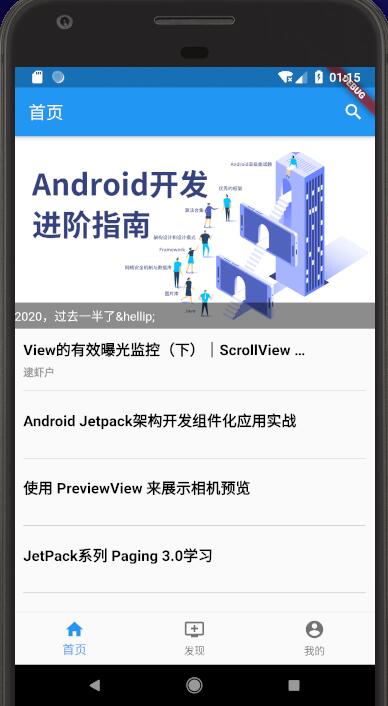 01:15
DEBUG
首页
Android开发
进阶指南
Android高级面试题
优秀的框架
算法合集
架构设计和设计模式
Framework
网络安全机制与数据库
图片库
Java
2020，过去一半了&hellip;
View的有效曝光监控（下）｜ScrollView …
逮虾户
Android Jetpack架构开发组件化应用实战
使用 PreviewView 来展示相机预览
JetPack系列 Paging 3.0学习
首页
发现
我的